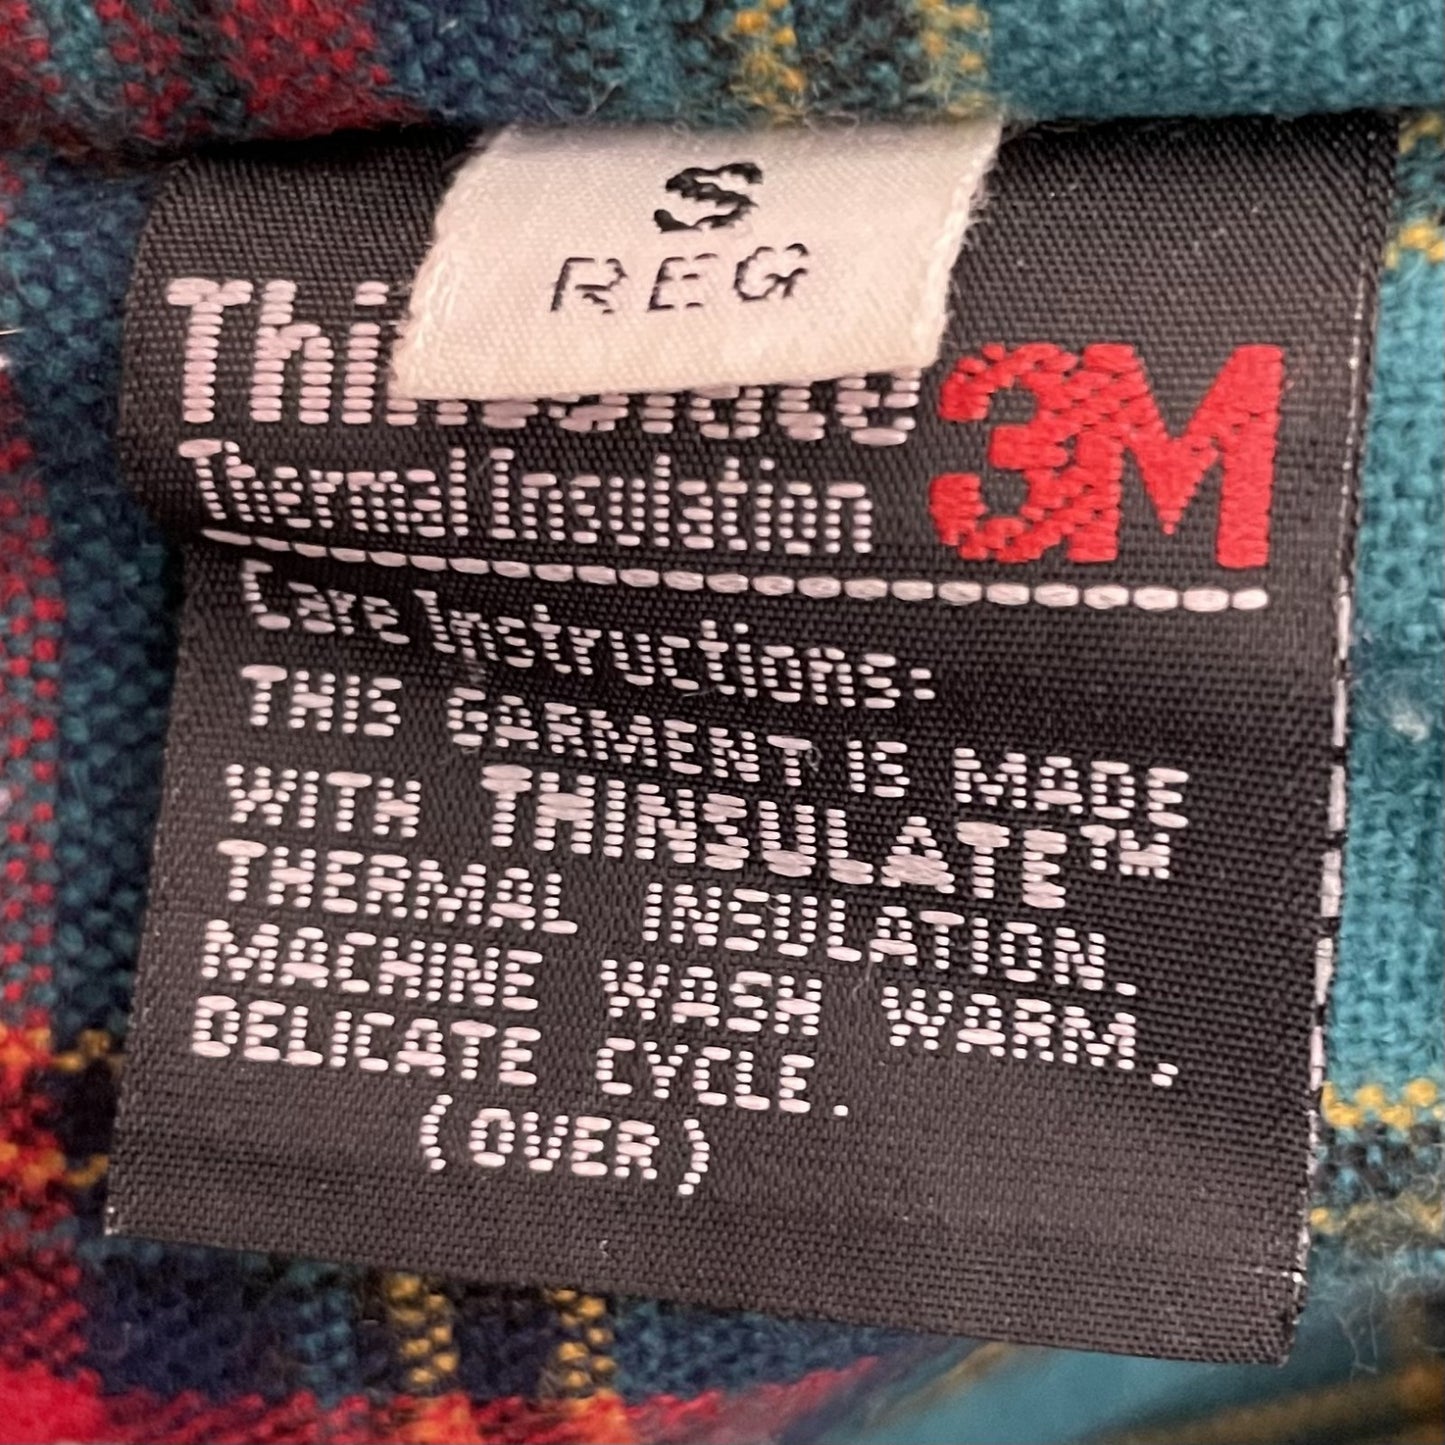 S
REG
Thinsulate 3M
Thermal Insulation
Care Instructions:
THIS GARMENT IS MADE
WITH THINSULATE™
THERMAL INSULATION.
MACHINE WASH WARM,
DELICATE CYCLE.
(OVER)